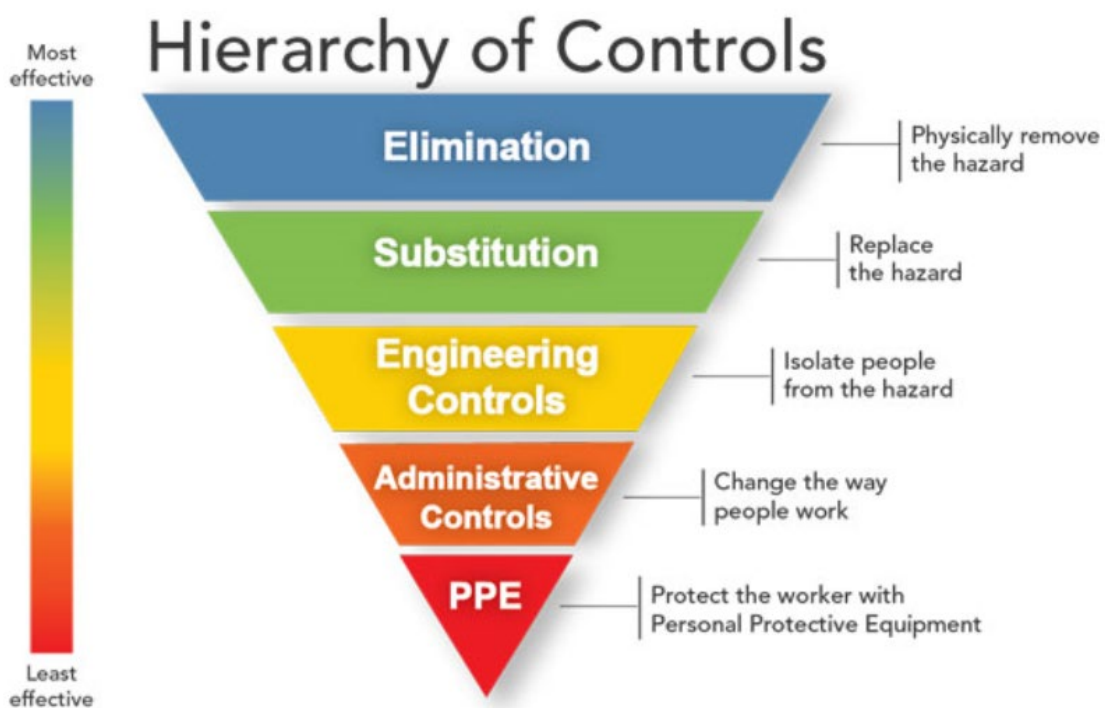 Hierarchy of Controls
Most
effective
Elimination
Physically remove
the hazard
Substitution
Replace
the hazard
Engineering
Controls
Isolate people
from the hazard
Administrative
Controls
Change the way
people work
PPE
Protect the worker with
Personal Protective Equipment
Least
effective